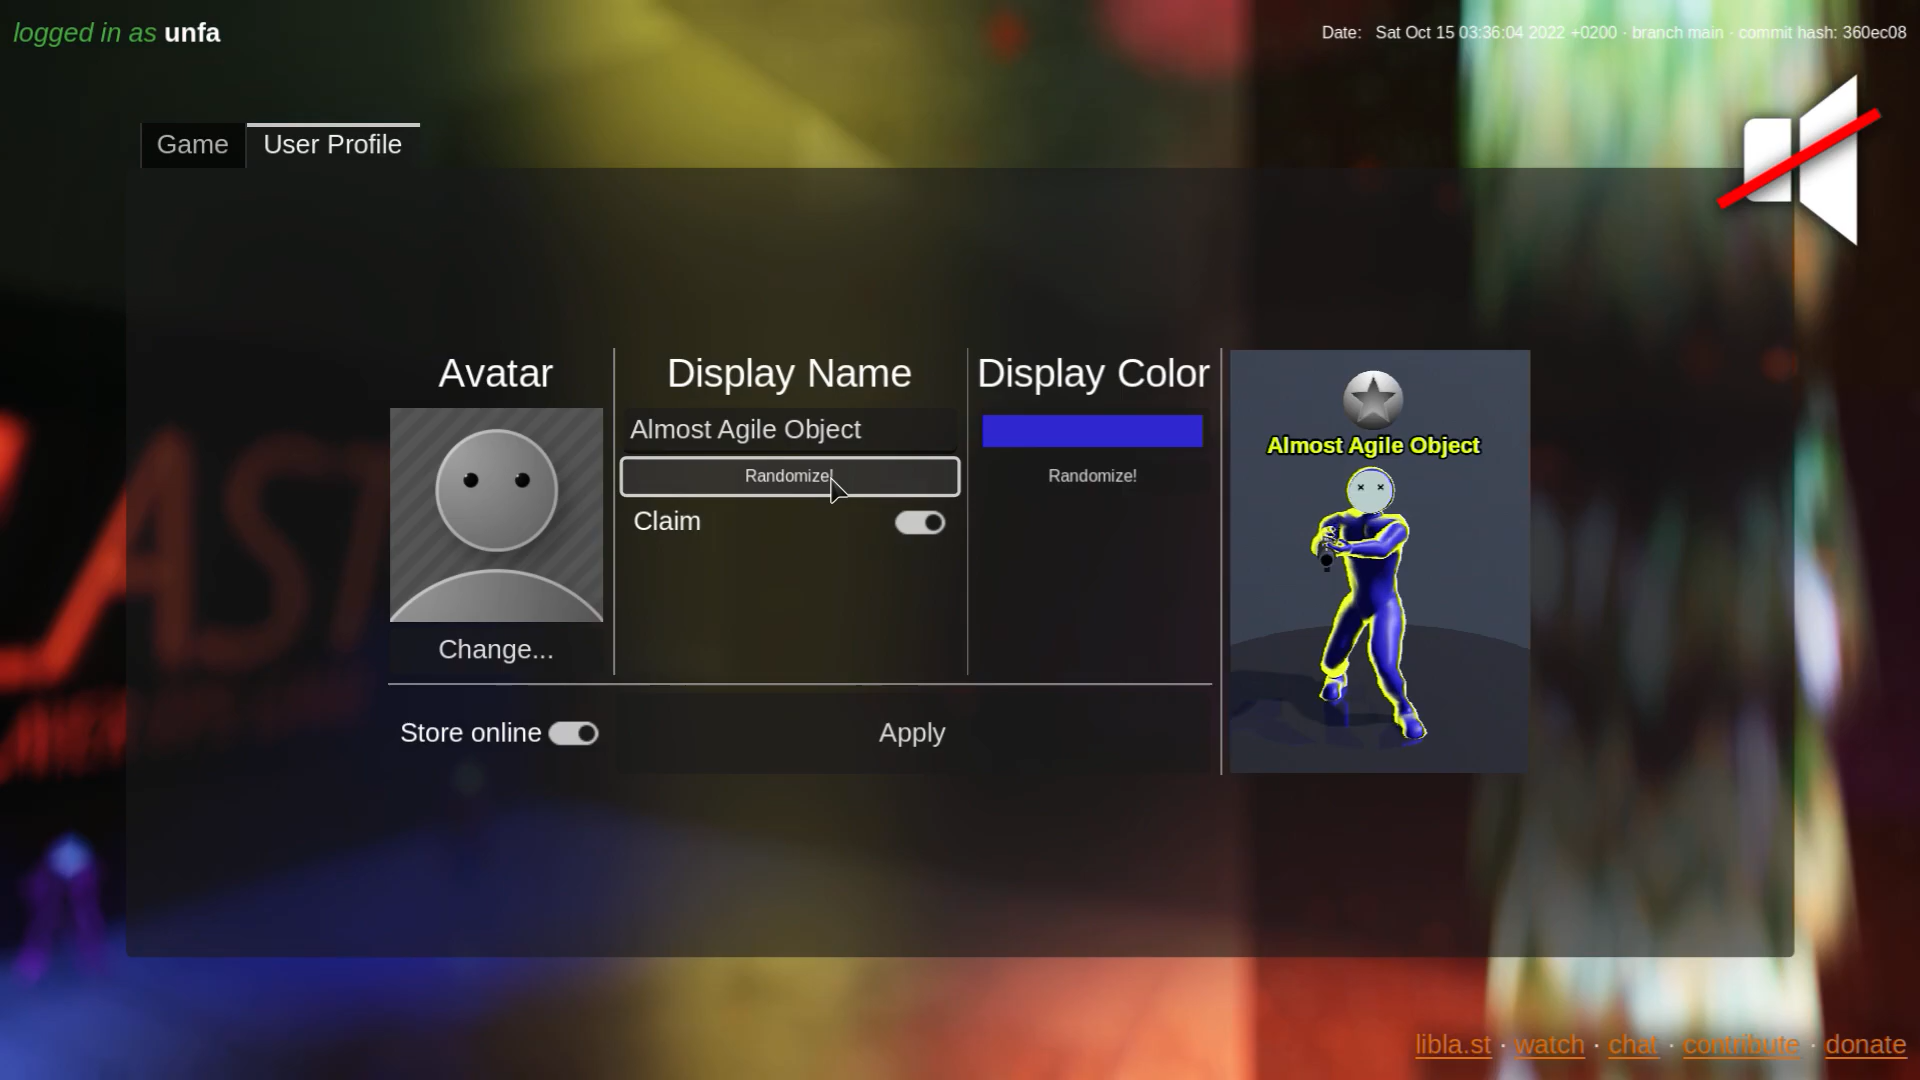 logged in as unfa
Date: Sat Oct 15 03:36:04 2022 +0200 · branch main · commit hash: 360ec08
Game
User Profile
Avatar
Display Name
Display Color
Almost Agile Object
Almost Agile Object
Randomize!
Randomize!
Claim
Change...
Store online
Apply
libla.st · watch · chat · contribute · donate